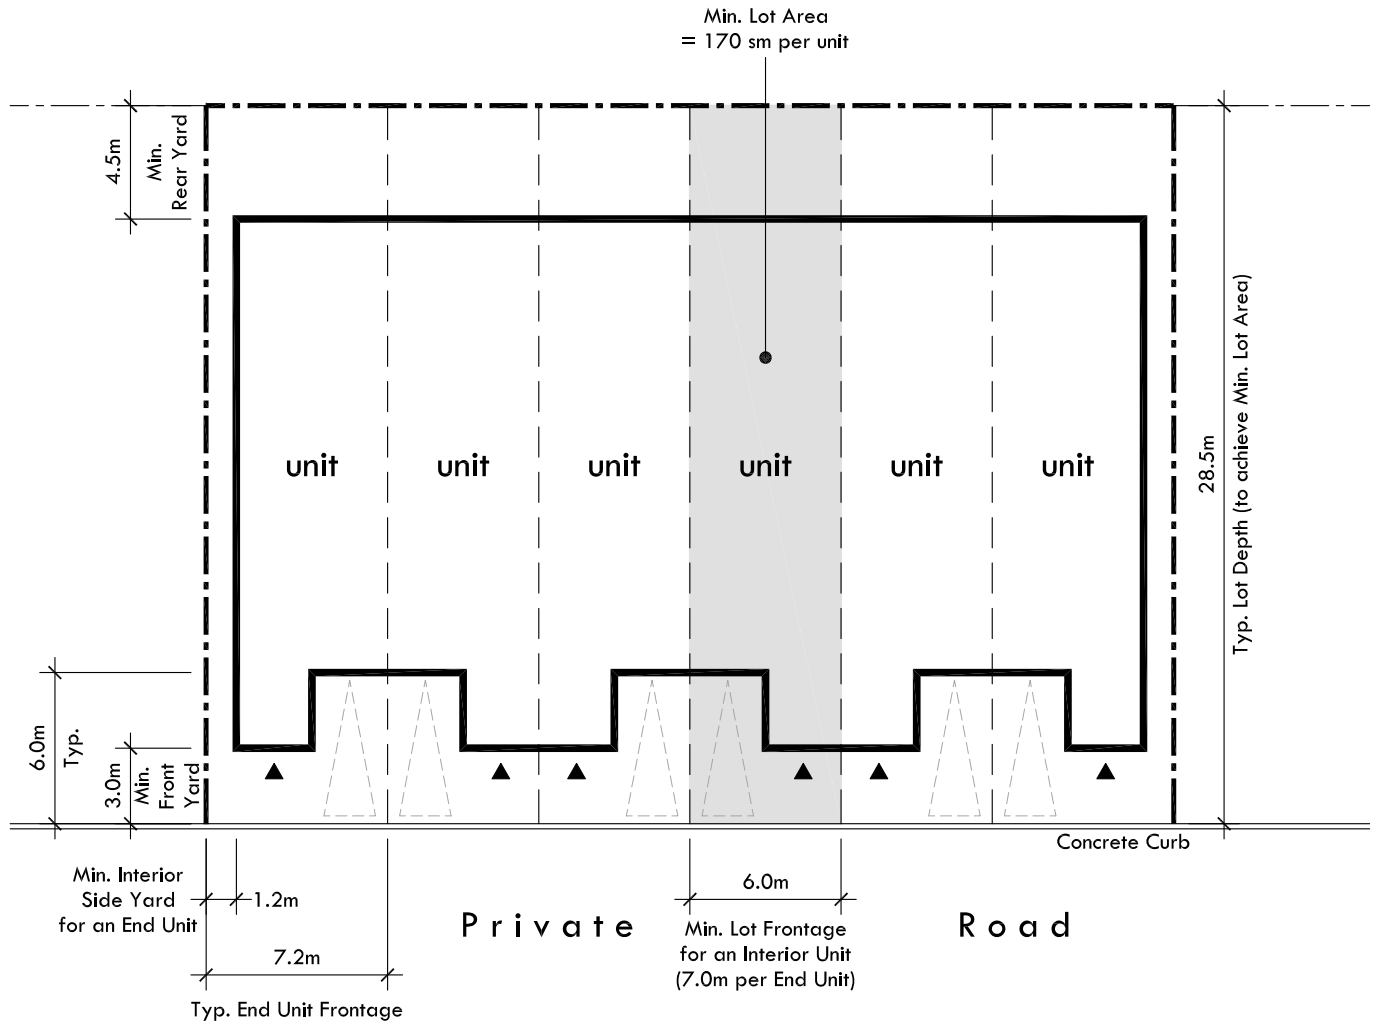 Min. Lot Area
= 170 sm per unit
4.5m
Min.
Rear Yard
unit
unit
unit
unit
unit
unit
28.5m
Typ. Lot Depth (to achieve Min. Lot Area)
6.0m
Typ.
3.0m
Min.
Front
Yard
Concrete Curb
Min. Interior
Side Yard
for an End Unit
1.2m
7.2m
Typ. End Unit Frontage
Private Road
6.0m
Min. Lot Frontage
for an Interior Unit
(7.0m per End Unit)